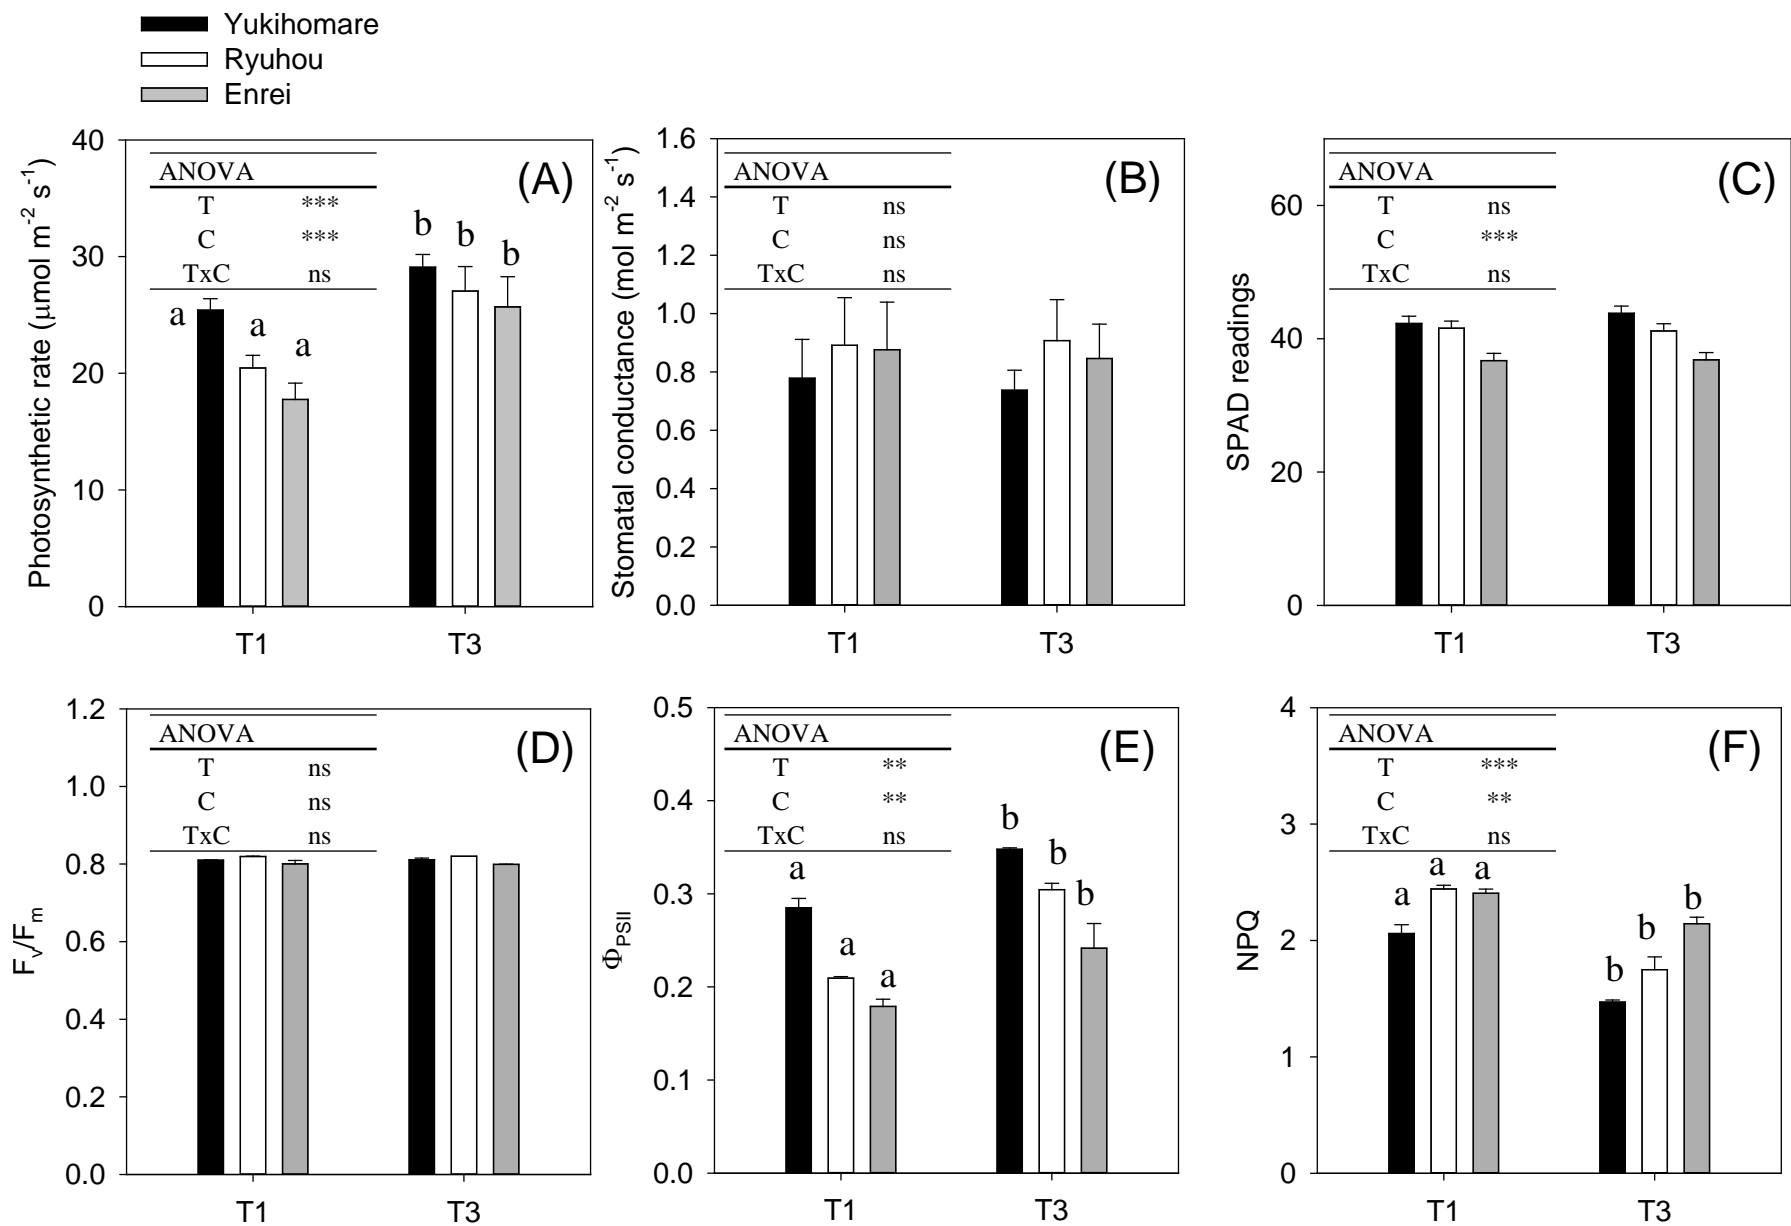 Yukihomare
Ryuhou
Enrei
Photosynthetic rate (μmol m-2 s-1)
40
30
20
10
0
(A)
ANOVA
T ***
C ***
TxC ns
a a a
b b b
T1 T3
Stomatal conductance (mol m-2 s-1)
1.6
1.4
1.2
1.0
0.8
0.6
0.4
0.2
0.0
(B)
ANOVA
T ns
C ns
TxC ns
T1 T3
SPAD readings
60
40
20
0
(C)
ANOVA
T ns
C ***
TxC ns
T1 T3
Fv/Fm
1.2
1.0
0.8
0.6
0.4
0.2
0.0
(D)
ANOVA
T ns
C ns
TxC ns
T1 T3
ΦPSII
0.5
0.4
0.3
0.2
0.1
0.0
(E)
ANOVA
T **
C **
TxC ns
a a a
b b b
T1 T3
NPQ
4
3
2
1
0
(F)
ANOVA
T ***
C **
TxC ns
a a a
b b b
T1 T3